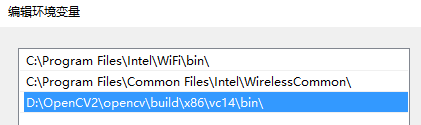 编辑环境变量
C:\Program Files\Intel\WiFi\bin\
C:\Program Files\Common Files\Intel\WirelessCommon\
D:\OpenCV2\opencv\build\x86\vc14\bin\